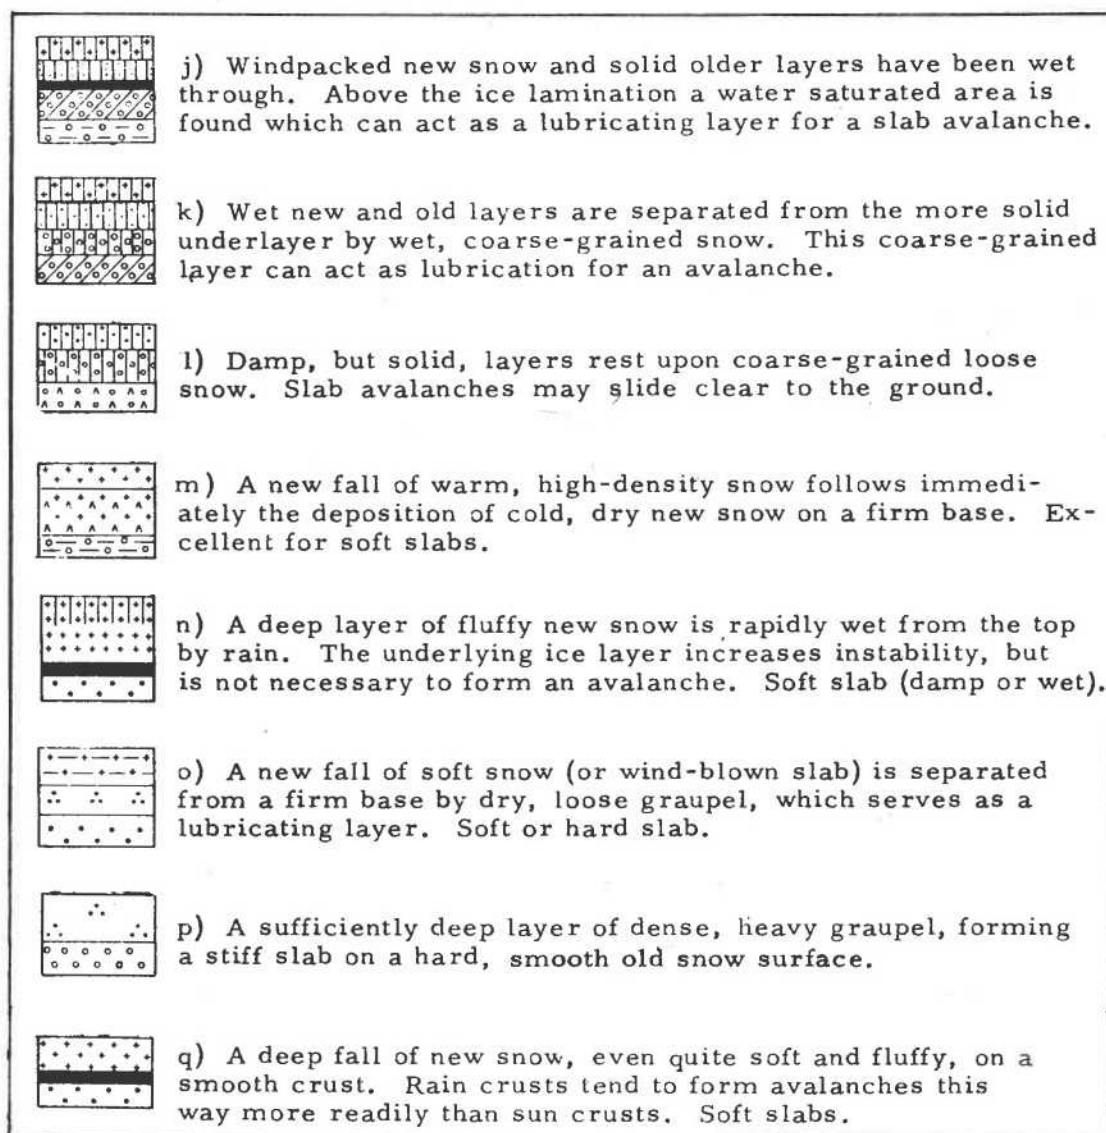 j) Windpacked new snow and solid older layers have been wet
through. Above the ice lamination a water saturated area is
found which can act as a lubricating layer for a slab avalanche.
k) Wet new and old layers are separated from the more solid
underlayer by wet, coarse-grained snow. This coarse-grained
layer can act as lubrication for an avalanche.
l) Damp, but solid, layers rest upon coarse-grained loose
snow. Slab avalanches may slide clear to the ground.
m) A new fall of warm, high-density snow follows immedi-
ately the deposition of cold, dry new snow on a firm base. Ex-
cellent for soft slabs.
n) A deep layer of fluffy new snow is rapidly wet from the top
by rain. The underlying ice layer increases instability, but
is not necessary to form an avalanche. Soft slab (damp or wet).
o) A new fall of soft snow (or wind-blown slab) is separated
from a firm base by dry, loose graupel, which serves as a
lubricating layer. Soft or hard slab.
p) A sufficiently deep layer of dense, heavy graupel, forming
a stiff slab on a hard, smooth old snow surface.
q) A deep fall of new snow, even quite soft and fluffy, on a
smooth crust. Rain crusts tend to form avalanches this
way more readily than sun crusts. Soft slabs.